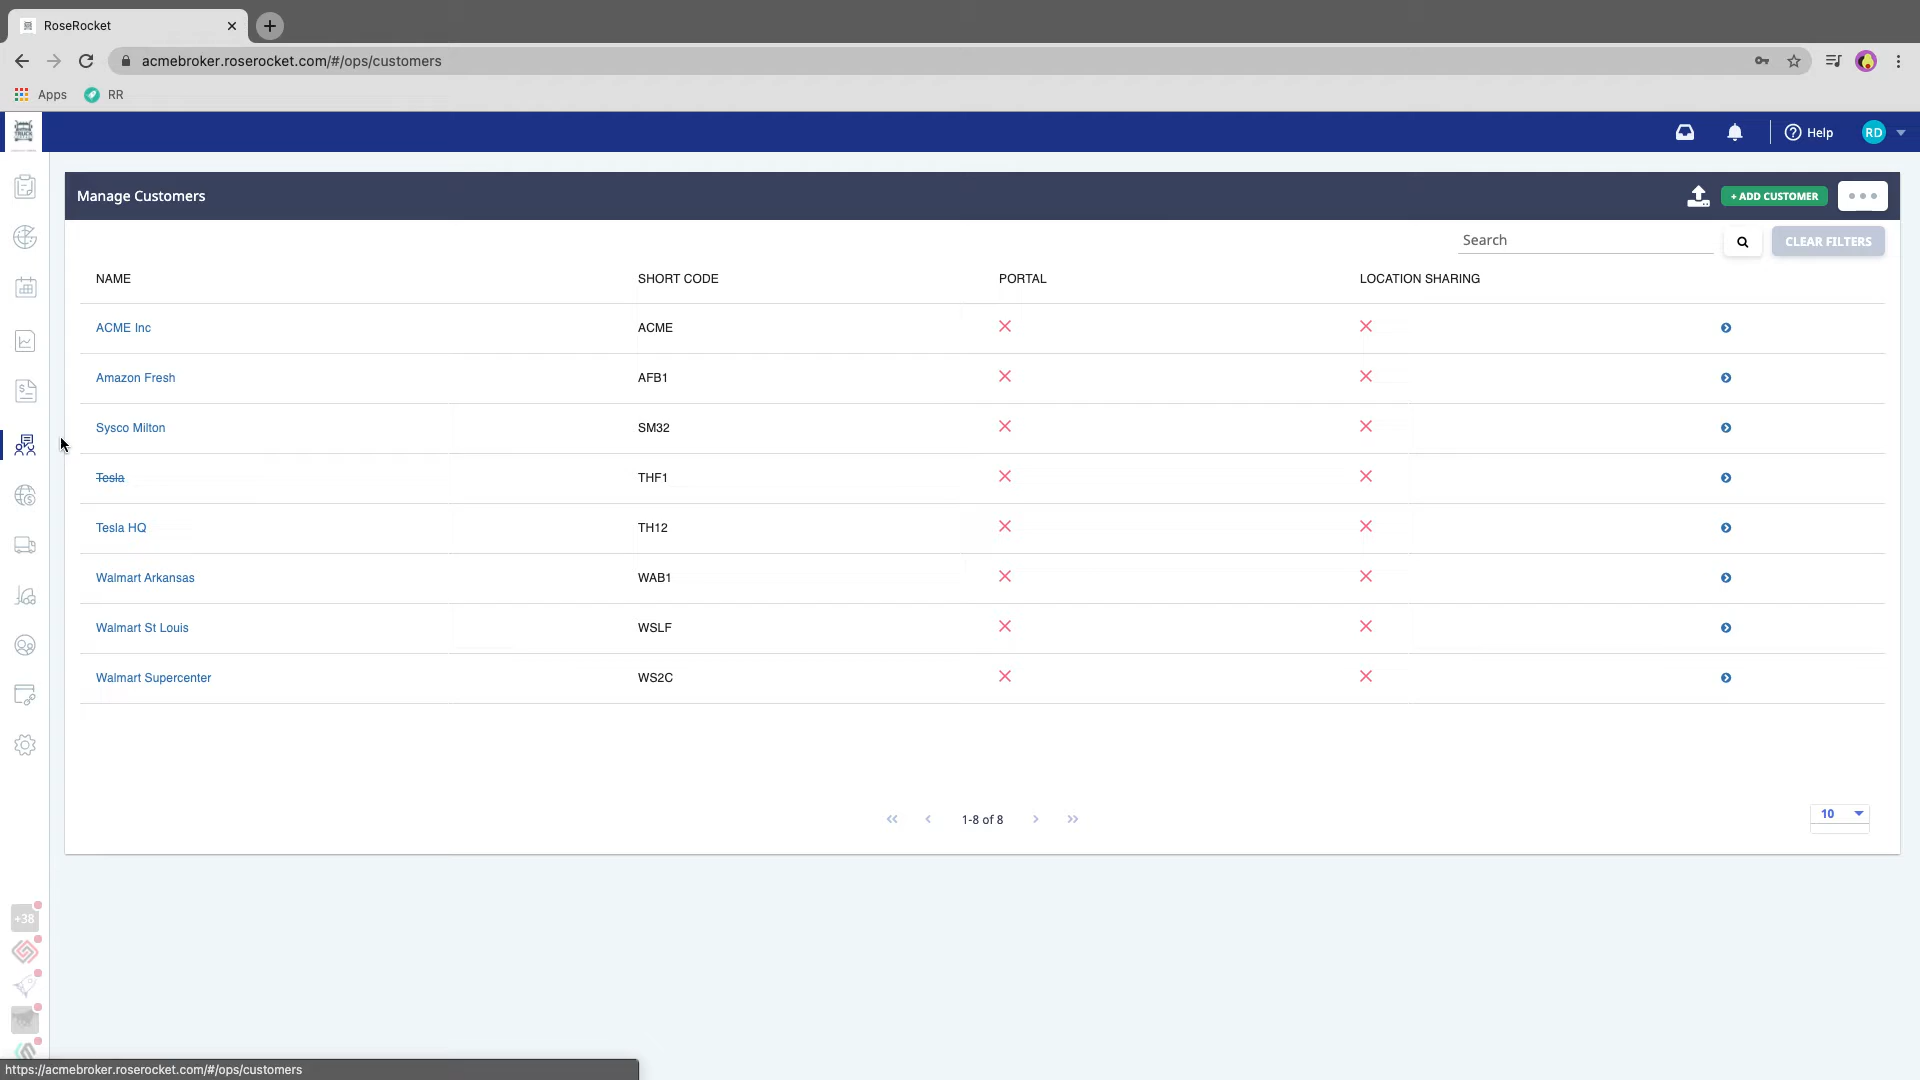 RoseRocket
acmebroker.roserocket.com/#/ops/customers
Apps RR
Help RD
Manage Customers + ADD CUSTOMER
Search CLEAR FILTERS
NAME SHORT CODE PORTAL LOCATION SHARING
ACME Inc ACME
Amazon Fresh AFB1
Sysco Milton SM32
Tesla THF1
Tesla HQ TH12
Walmart Arkansas WAB1
Walmart St Louis WSLF
Walmart Supercenter WS2C
1-8 of 8 10
+38
https://acmebroker.roserocket.com/#/ops/customers